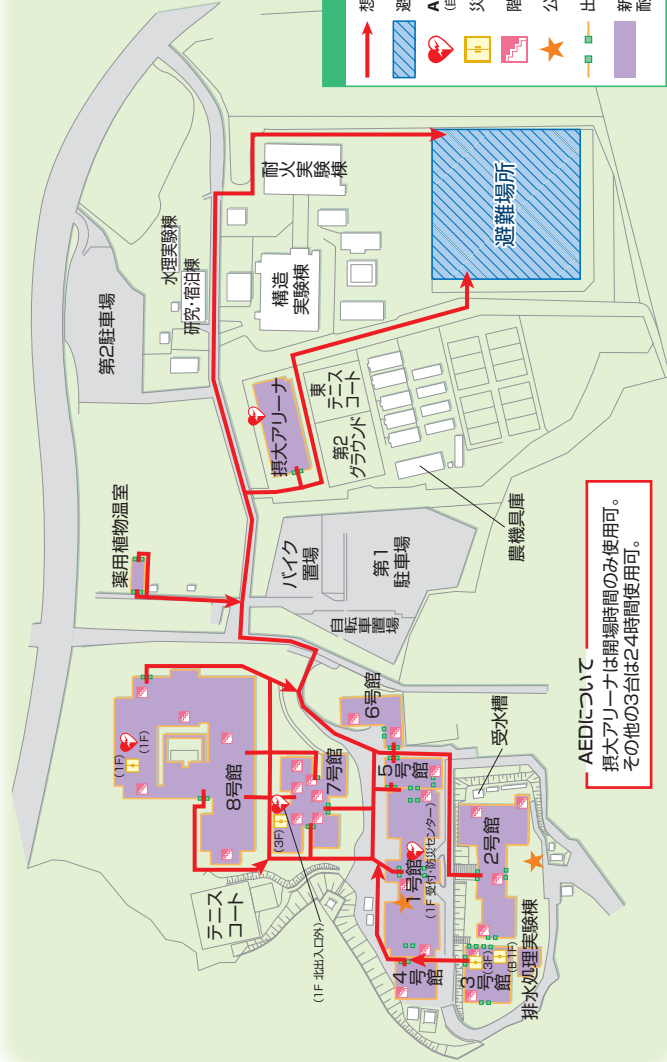 水理実験棟
研究・宿泊棟
第2駐車場
耐火
実験棟
構造
実験棟
避難場所
摂大アリーナ
東
テニス
コート
第2
グラウンド
農機具庫
薬用植物温室
バイク
置場
第1
駐車場
自転車
置場
8号館
(1F)
(1F)
7号館
(3F)
(1F 北出入口外)
テニス
コート
6号館
5
号
館
1号館
(1F 受付・防災センター)
4
号
館
2号館
3
号
館
(3F)
(B1F)
排水処理実験棟
受水槽
AEDについて
摂大アリーナは開場時間のみ使用可。
その他の3台は24時間使用可。
避
A
災
階
公
出
新
耐